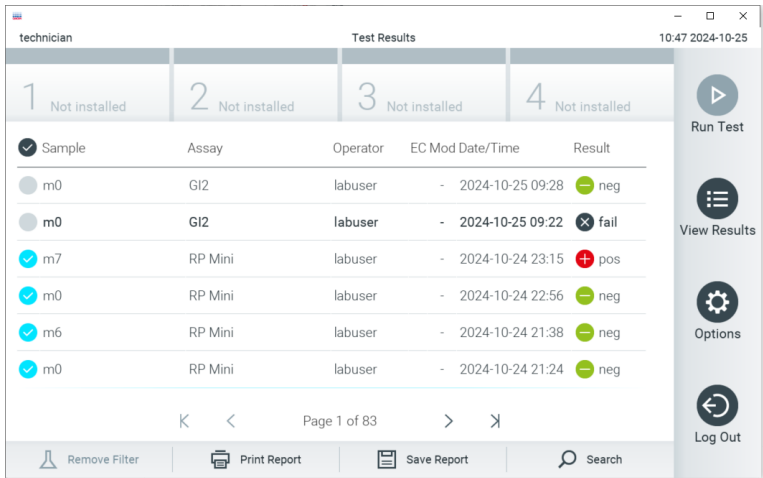 technician Test Results 10:47 2024-10-25
1 Not installed 2 Not installed 3 Not installed 4 Not installed
Run Test
Sample Assay Operator EC Mod Date/Time Result
m0 GI2 labuser - 2024-10-25 09:28 neg
m0 GI2 labuser - 2024-10-25 09:22 fail
View Results
m7 RP Mini labuser - 2024-10-24 23:15 pos
m0 RP Mini labuser - 2024-10-24 22:56 neg
m6 RP Mini labuser - 2024-10-24 21:38 neg
Options
m0 RP Mini labuser - 2024-10-24 21:24 neg
Page 1 of 83
Log Out
Remove Filter Print Report Save Report Search